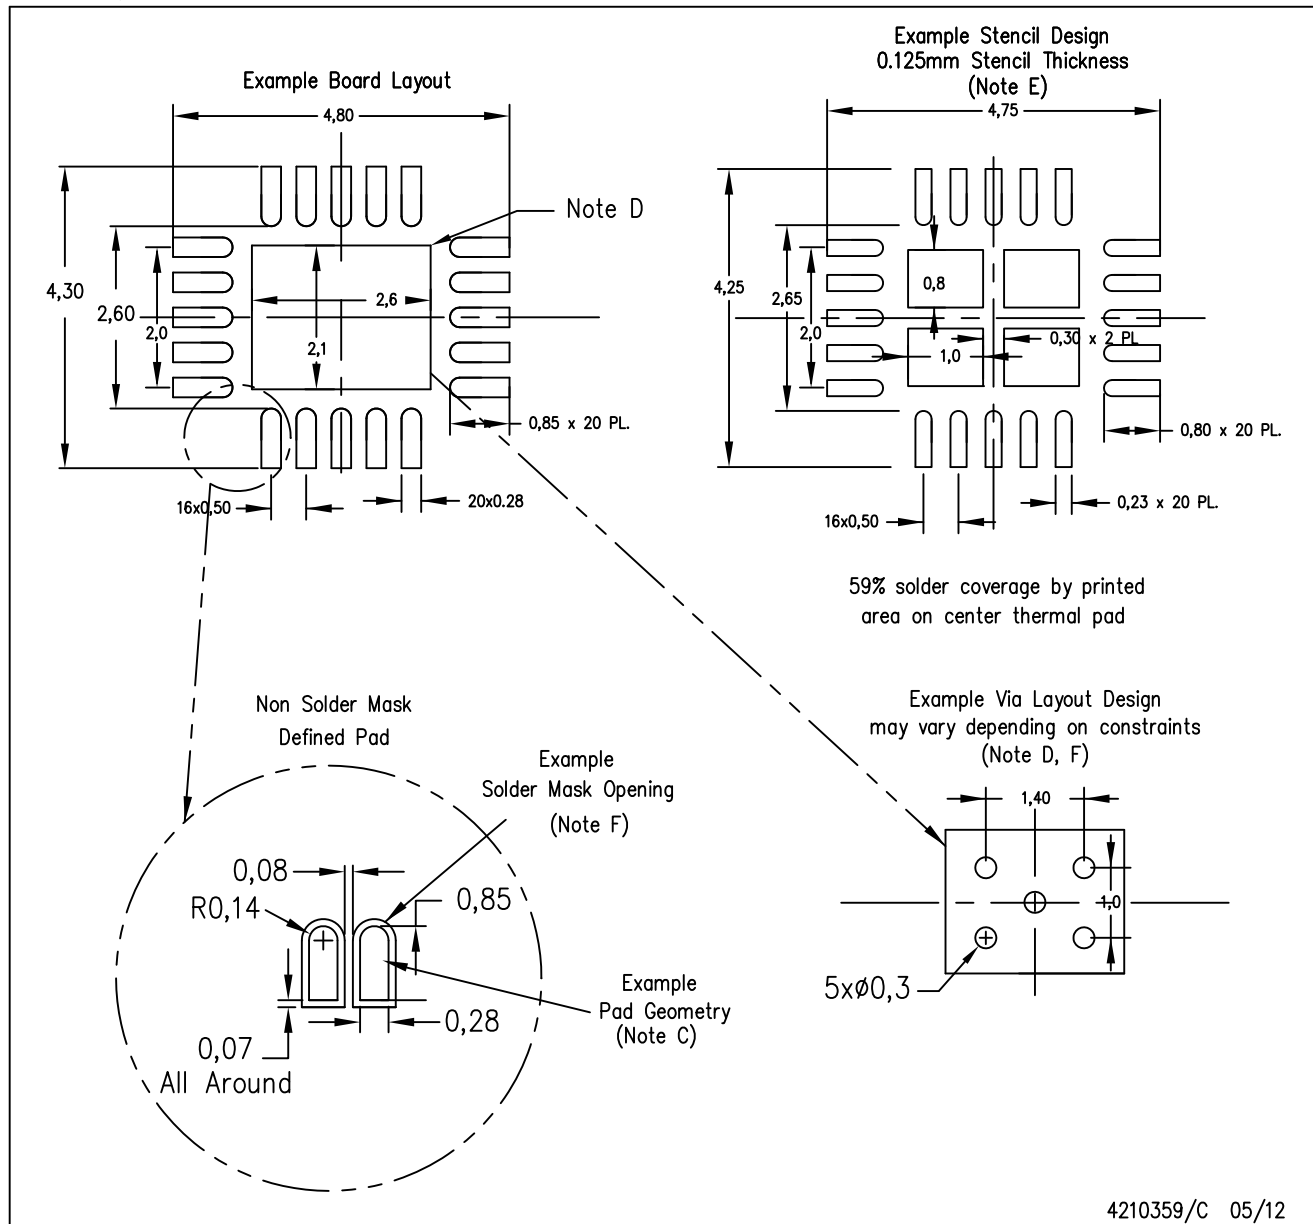 Example Board Layout
4,80
4,30
2,60
2,0
2,6
2,1
Note D
0,85 x 20 PL.
16x0,50
20x0.28
Example Stencil Design
0.125mm Stencil Thickness
(Note E)
4,75
4,25
2,65
2,0
0,8
1,0
0,30 x 2 PL
0,80 x 20 PL.
0,23 x 20 PL.
16x0,50
59% solder coverage by printed
area on center thermal pad
Non Solder Mask
Defined Pad
Example
Solder Mask Opening
(Note F)
0,08
R0,14
0,85
0,28
0,07
All Around
Example
Pad Geometry
(Note C)
Example Via Layout Design
may vary depending on constraints
(Note D, F)
1,40
1,0
5xø0,3
4210359/C 05/12